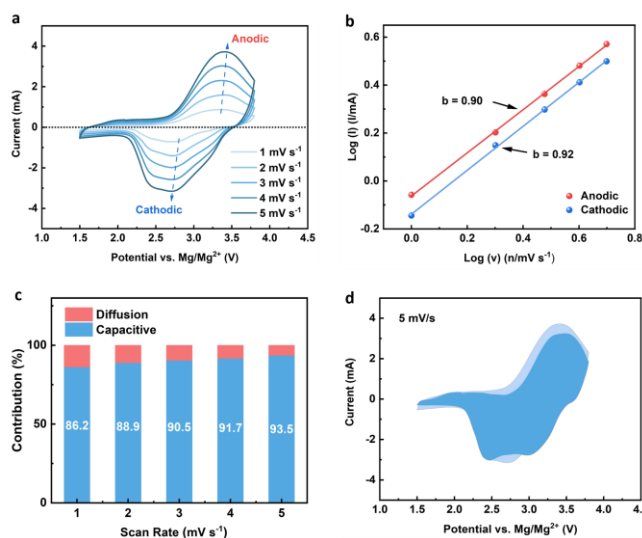 a
Anodic
Cathodic
1 mV s⁻¹
2 mV s⁻¹
3 mV s⁻¹
4 mV s⁻¹
5 mV s⁻¹
4
2
0
-2
-4
Current (mA)
1.0 1.5 2.0 2.5 3.0 3.5 4.0 4.5
Potential vs. Mg/Mg²⁺ (V)
b
b = 0.90
b = 0.92
Anodic
Cathodic
0.6
0.4
0.2
0.0
-0.2
Log (I) (I/mA)
0.0 0.2 0.4 0.6 0.8
Log (v) (n/mV s⁻¹)
c
Diffusion
Capacitive
100
50
0
Contribution (%)
86.2 88.9 90.5 91.7 93.5
1 2 3 4 5
Scan Rate (mV s⁻¹)
d
5 mV/s
4
2
0
-2
-4
Current (mA)
1.0 1.5 2.0 2.5 3.0 3.5 4.0 4.
Potential vs. Mg/Mg²⁺ (V)